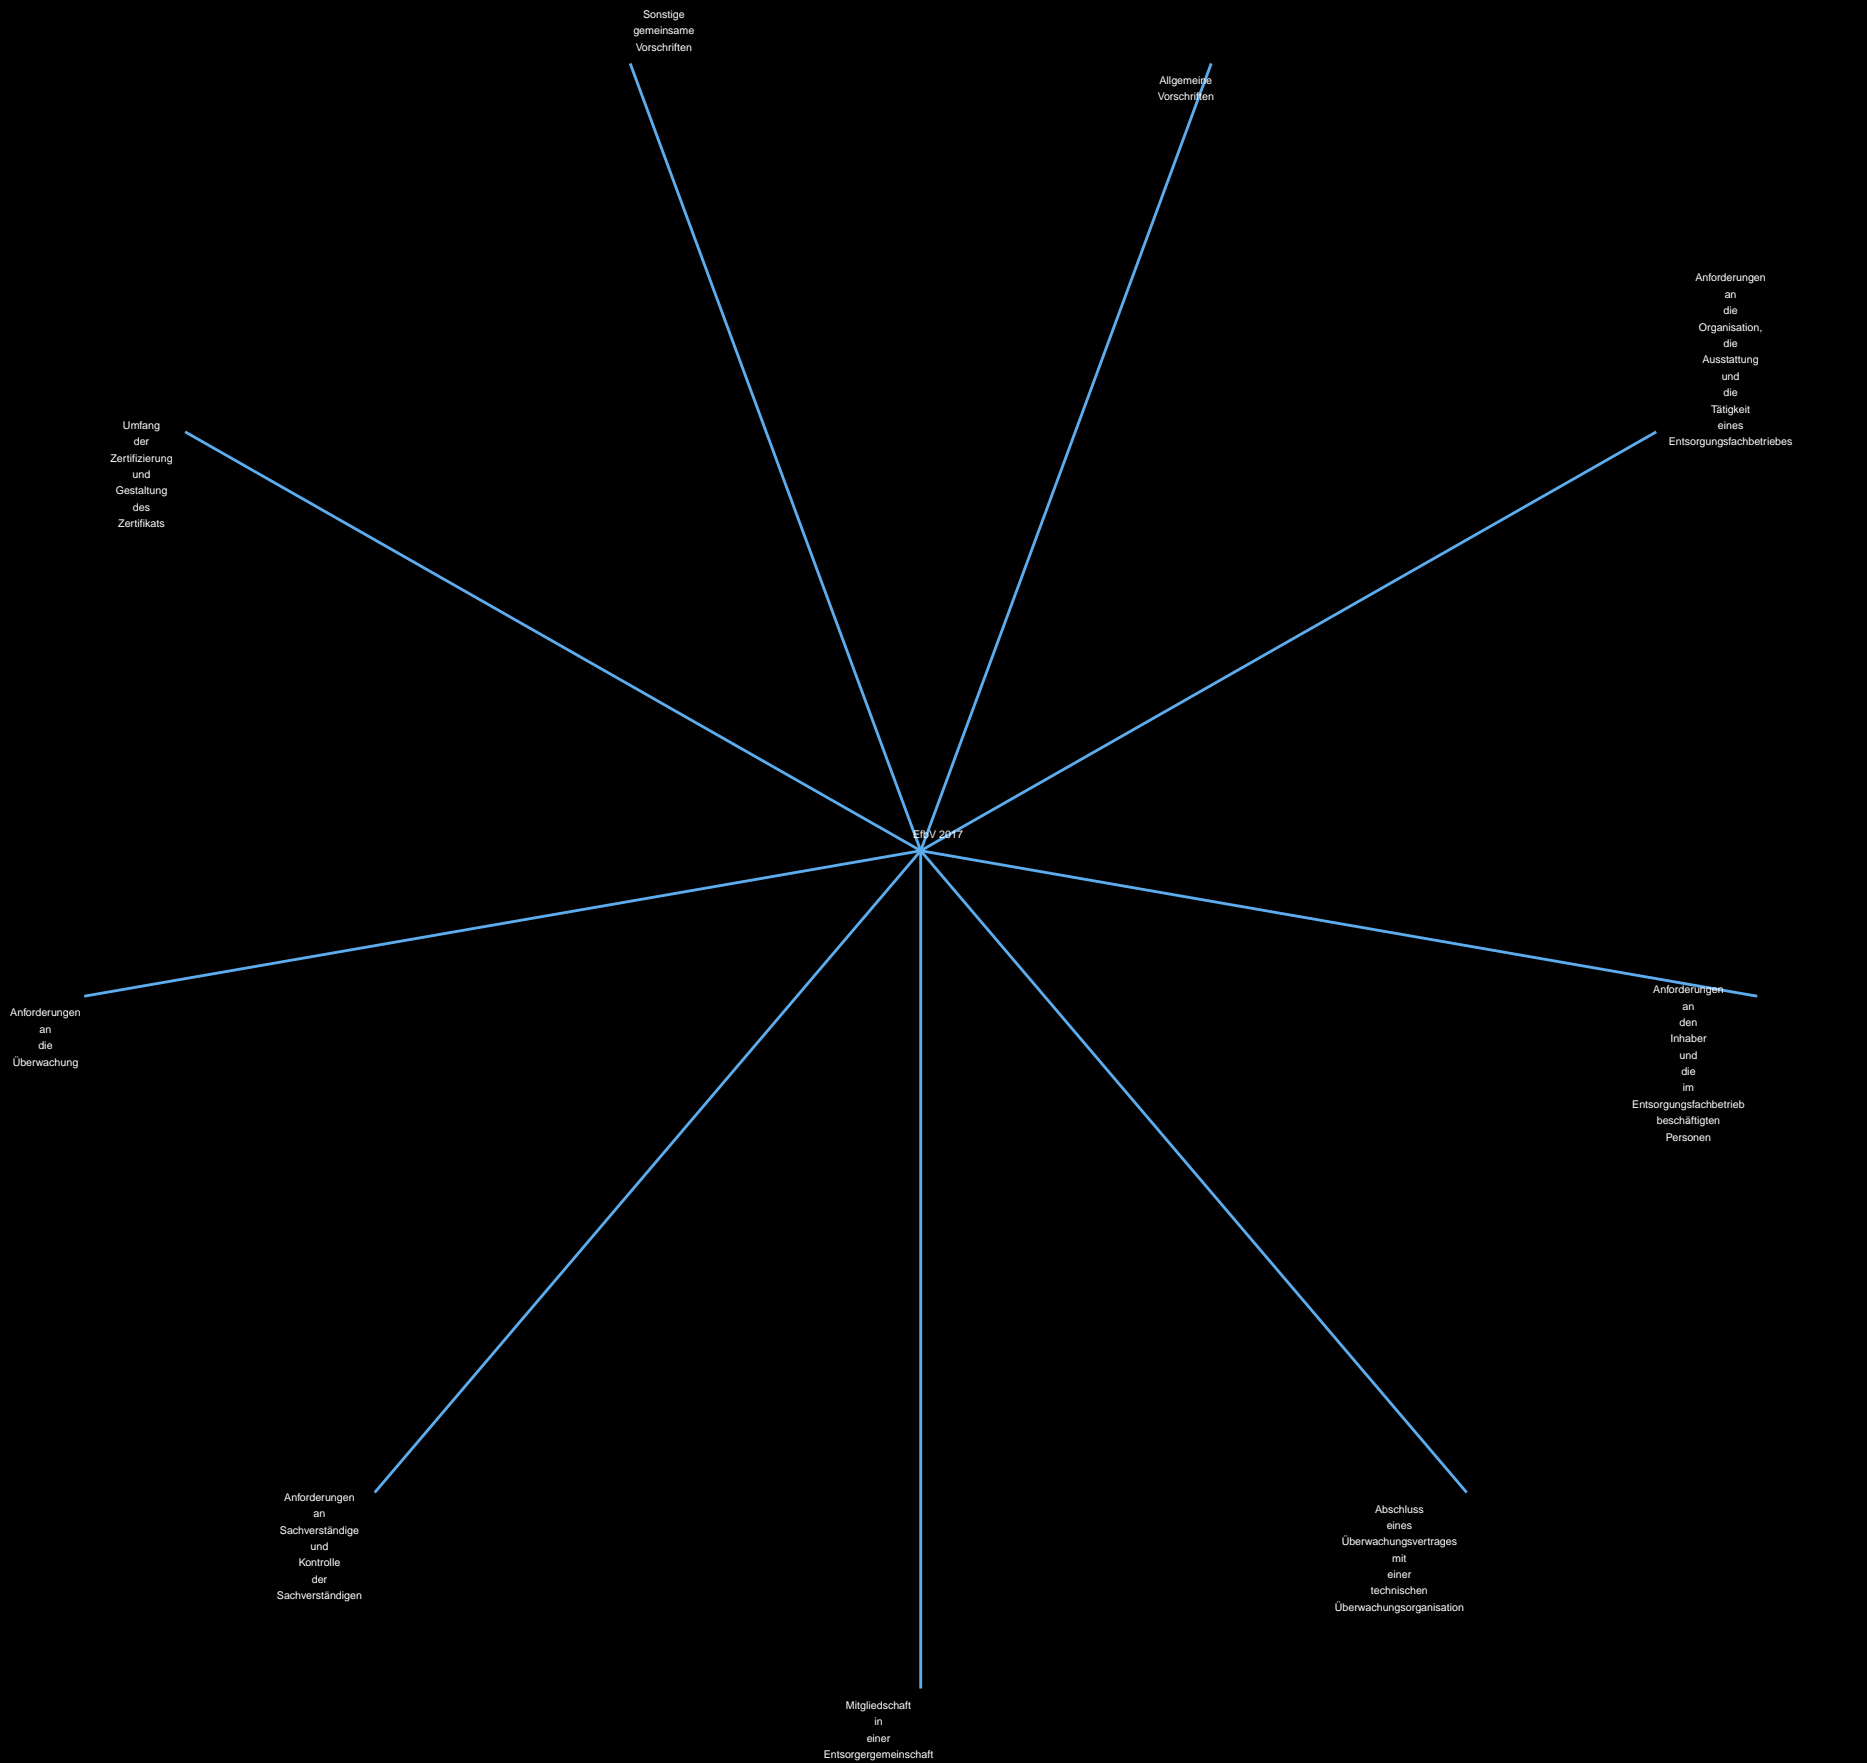 Sonstige
gemeinsame
Vorschriften
Allgemeine
Vorschriften
Anforderungen
an
die
Organisation,
die
Ausstattung
und
die
Tätigkeit
eines
Entsorgungsfachbetriebes
Umfang
der
Zertifizierung
und
Gestaltung
des
Zertifikats
EfbV 2017
Anforderungen
an
die
Überwachung
Anforderungen
an
den
Inhaber
und
die
im
Entsorgungsfachbetrieb
beschäftigten
Personen
Anforderungen
an
Sachverständige
und
Kontrolle
der
Sachverständigen
Abschluss
eines
Überwachungsvertrages
mit
einer
technischen
Überwachungsorganisation
Mitgliedschaft
in
einer
Entsorgergemeinschaft